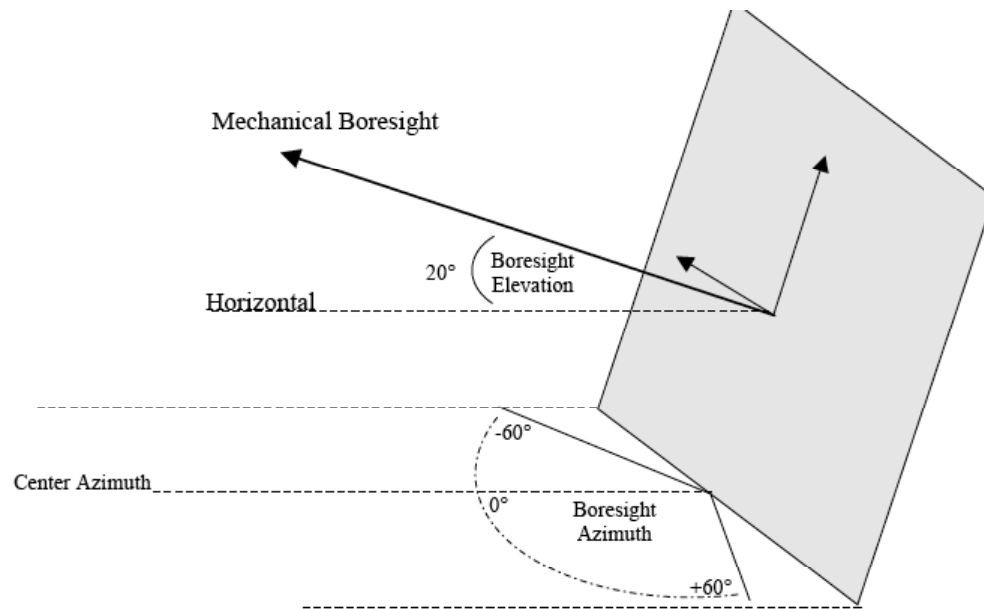 Mechanical Boresight
20°
Boresight
Elevation
Horizontal
-60°
Center Azimuth
0°
Boresight
Azimuth
+60°